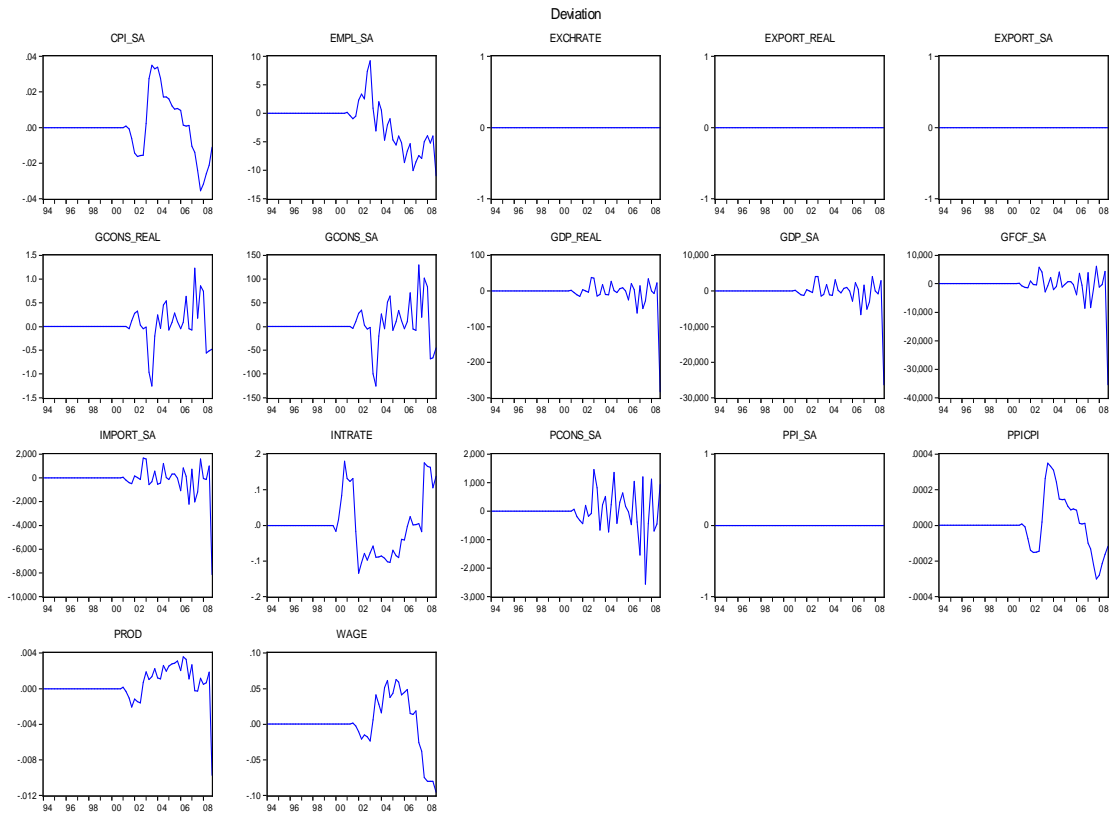 Deviation
CPI_SA EMPL_SA EXCHRATE EXPORT_REAL EXPORT_SA
.04 10 1 1 1
.02 5
.00 0 0 0 0
-5
-.02 -10
-.04 -15 -1 -1 -1
94 96 98 00 02 04 06 08 94 96 98 00 02 04 06 08 94 96 98 00 02 04 06 08 94 96 98 00 02 04 06 08 94 96 98 00 02 04 06 08
GCONS_REAL GCONS_SA GDP_REAL GDP_SA GFCF_SA
1.5 150 100 10,000 10,000
1.0 100
0.5 50 0 0 0
0.0 0 -100 -10,000 -10,000
-0.5 -50 -20,000
-1.0 -100 -200 -20,000 -30,000
-1.5 -150 -300 -30,000 -40,000
94 96 98 00 02 04 06 08 94 96 98 00 02 04 06 08 94 96 98 00 02 04 06 08 94 96 98 00 02 04 06 08 94 96 98 00 02 04 06 08
IMPORT_SA INTRATE PCONS_SA PPI_SA PPICPI
2,000 .2 2,000 1 .0004
0 .1 1,000 .0002
-2,000 0
-4,000 .0 0 .0000
-6,000 -1,000
-8,000 -.1 -2,000 -.0002
-10,000 -.2 -3,000 -1 -.0004
94 96 98 00 02 04 06 08 94 96 98 00 02 04 06 08 94 96 98 00 02 04 06 08 94 96 98 00 02 04 06 08 94 96 98 00 02 04 06 08
PROD WAGE
.004 .10
.000 .05
-.004 .00
-.008 -.05
-.012 -.10
94 96 98 00 02 04 06 08 94 96 98 00 02 04 06 08